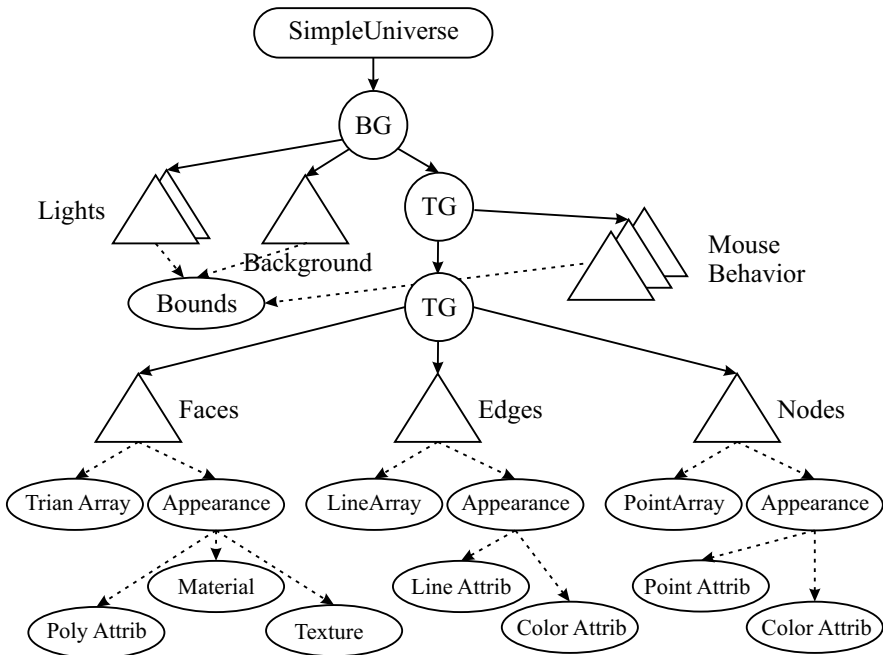 SimpleUniverse
BG
Lights
TG
Mouse
Behavior
Background
Bounds
TG
Faces
Edges
Nodes
Trian Array
Appearance
LineArray
Appearance
PointArray
Appearance
Material
Line Attrib
Point Attrib
Poly Attrib
Texture
Color Attrib
Color Attrib